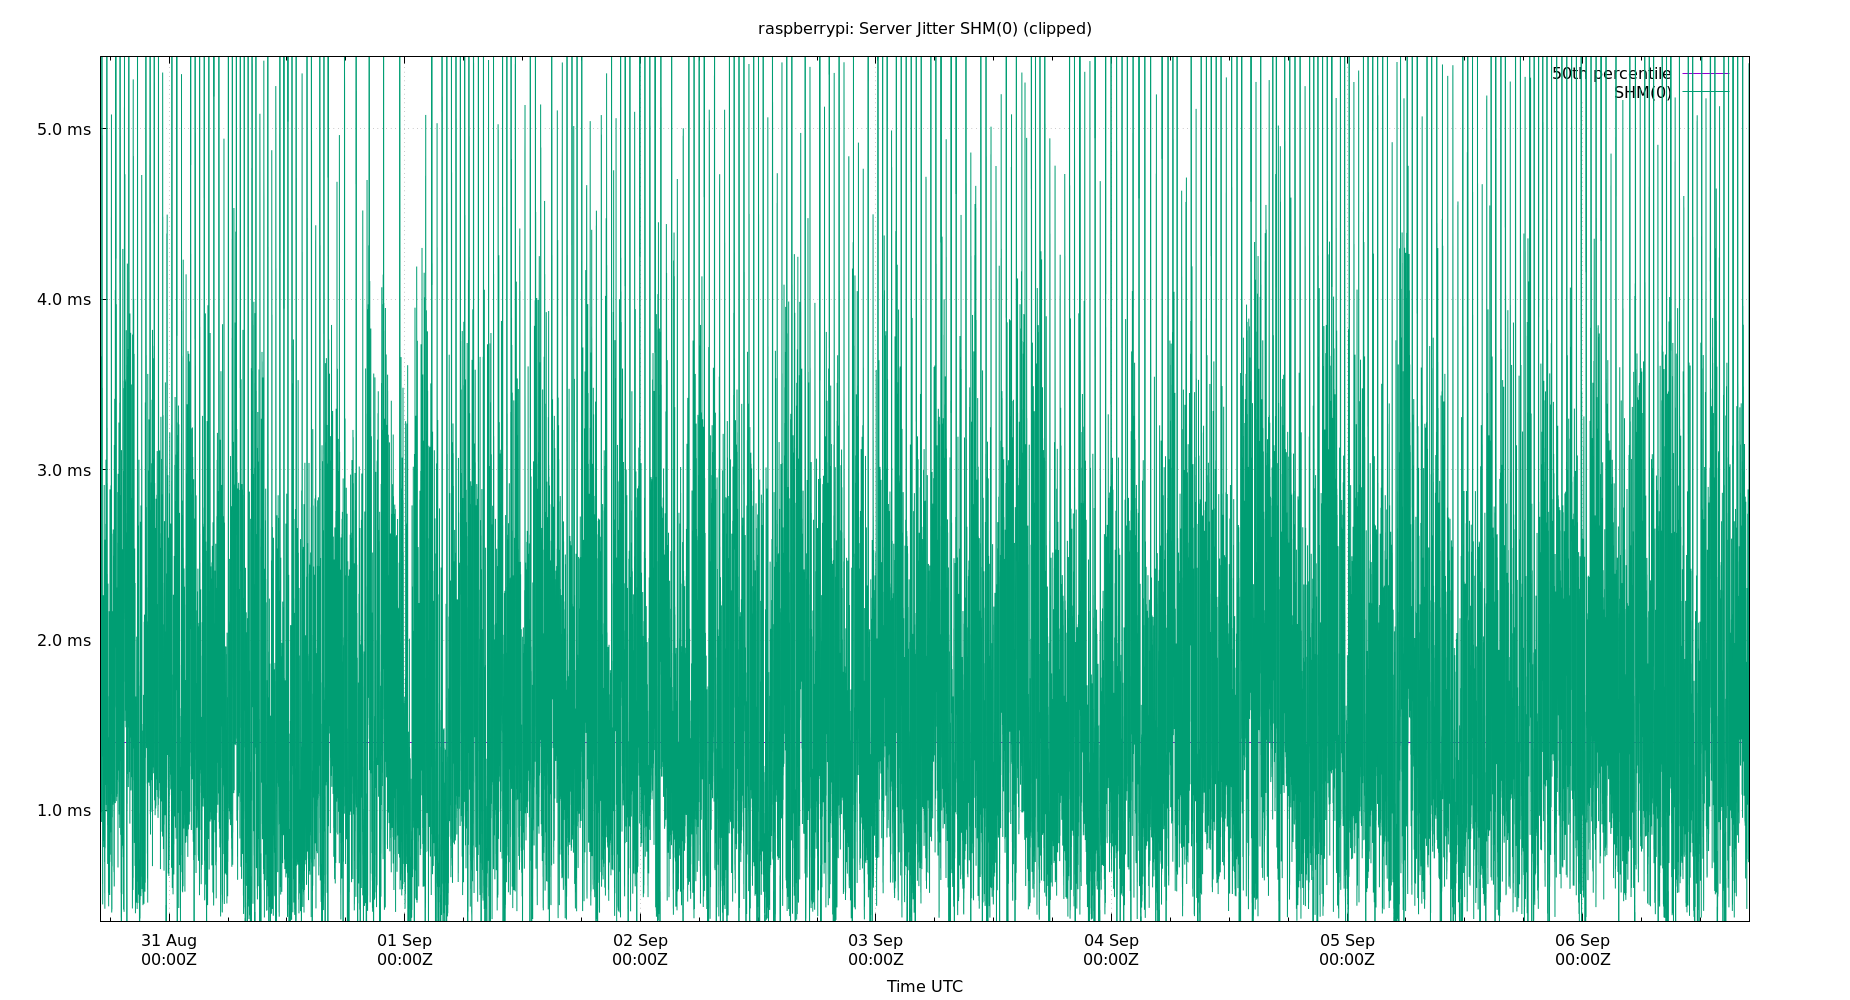 raspberrypi: Server Jitter SHM(0) (clipped)
50th percentile
SHM(0)
5.0 ms
4.0 ms
3.0 ms
2.0 ms
1.0 ms
31 Aug 01 Sep 02 Sep 03 Sep 04 Sep 05 Sep 06 Sep
00:00Z 00:00Z 00:00Z 00:00Z 00:00Z 00:00Z 00:00Z
Time UTC